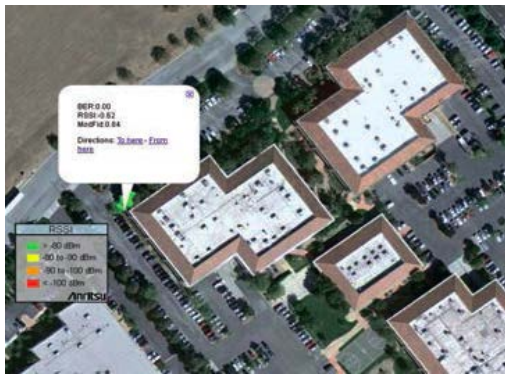 BER:0.00
RSSI:-0.62
ModFid:0.84
Directions: To here - From
here
RSSI
> -80 dBm
-80 to -90 dBm
-90 to -100 dBm
< -100 dBm
Anritsu